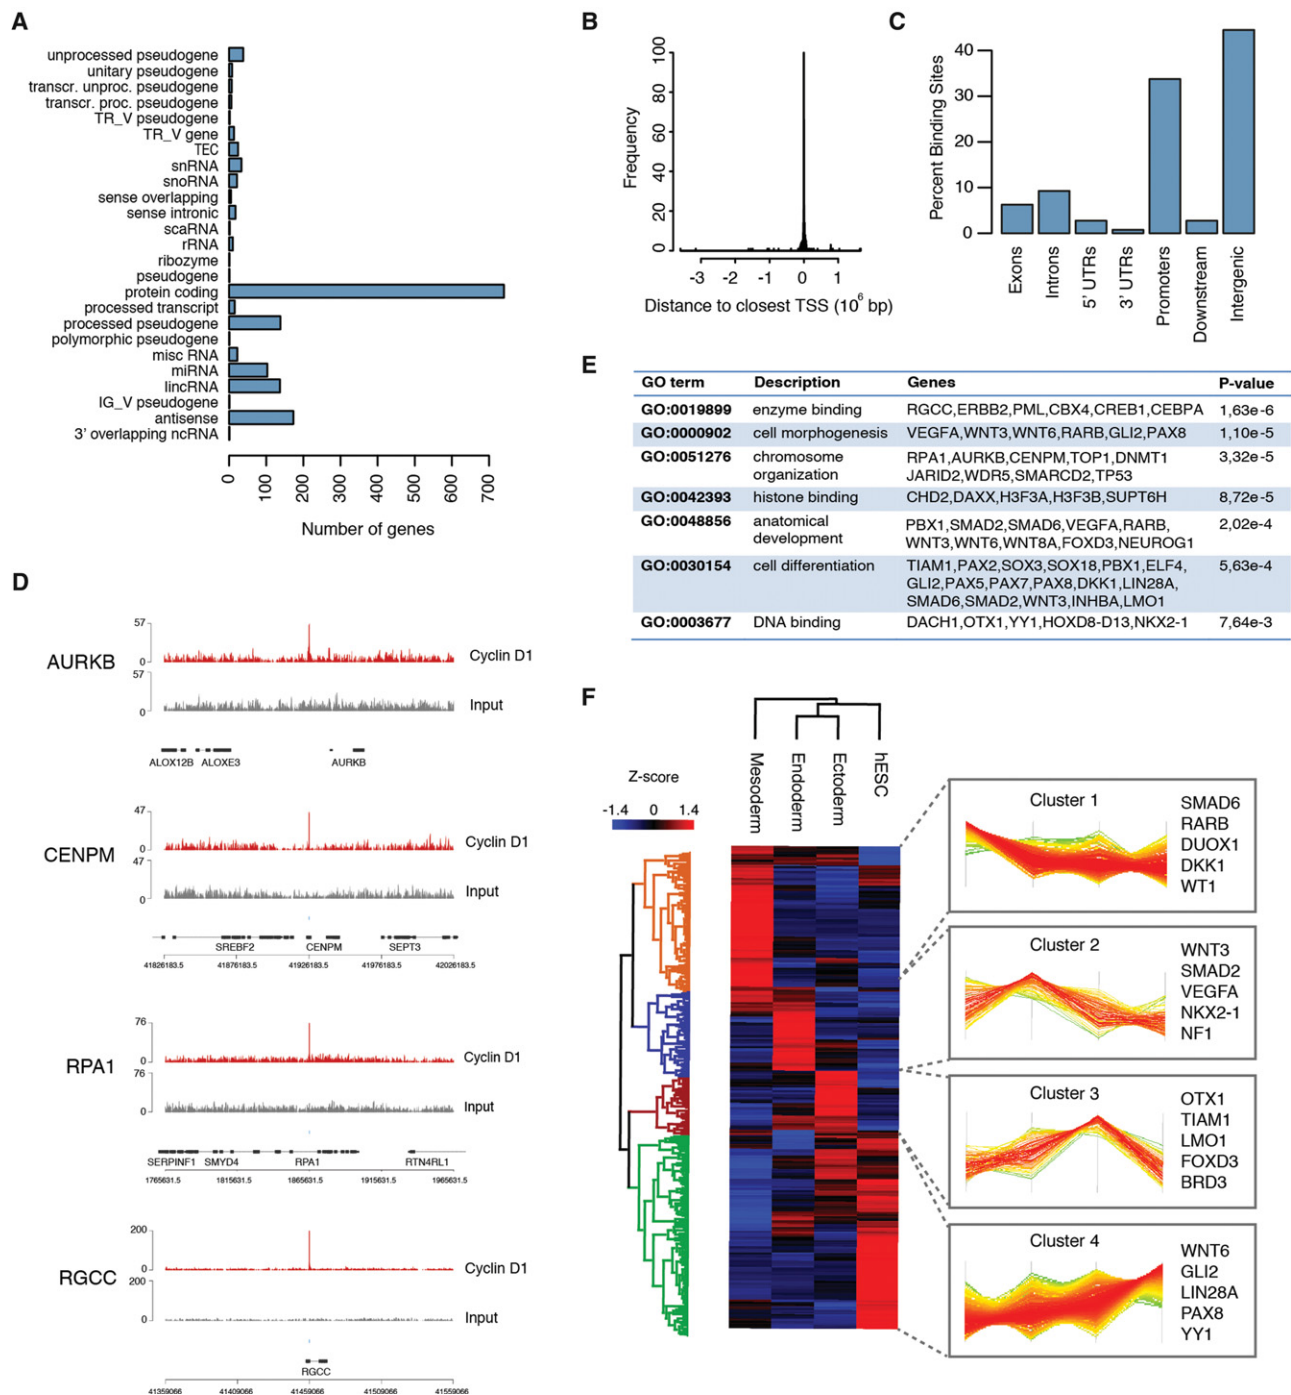 A
unprocessed pseudogene
unitary pseudogene
transcr. unproc. pseudogene
transcr. proc. pseudogene
TR_V pseudogene
TR_V gene
TEC
snRNA
snoRNA
sense overlapping
sense intronic
scaRNA
rRNA
ribozyme
pseudogene
protein coding
processed transcript
processed pseudogene
polymorphic pseudogene
misc RNA
miRNA
lincRNA
IG_V pseudogene
antisense
3' overlapping ncRNA
0 100 200 300 400 500 600 700
Number of genes
B
Frequency
100
80
60
40
20
0
-3 -2 -1 0 1
Distance to closest TSS (10^6 bp)
C
Percent Binding Sites
40
30
20
10
0
Exons
Introns
5' UTRs
3' UTRs
Promoters
Downstream
Intergenic
E
GO term Description Genes P-value
GO:0019899 enzyme binding RGCC,ERBB2,PML,CBX4,CREB1,CEBPA 1,63e-6
GO:0000902 cell morphogenesis VEGFA,WNT3,WNT6,RARB,GLI2,PAX8 1,10e-5
GO:0051276 chromosome RPA1,AURKB,CENPM,TOP1,DNMT1 3,32e-5
organization JARID2,WDR5,SMARCD2,TP53
GO:0042393 histone binding CHD2,DAXX,H3F3A,H3F3B,SUPT6H 8,72e-5
GO:0048856 anatomical PBX1,SMAD2,SMAD6,VEGFA,RARB, 2,02e-4
development WNT3,WNT6,WNT8A,FOXD3,NEUROG1
GO:0030154 cell differentiation TIAM1,PAX2,SOX3,SOX18,PBX1,ELF4, 5,63e-4
GLI2,PAX5,PAX7,PAX8,DKK1,LIN28A,
SMAD6,SMAD2,WNT3,INHBA,LMO1
GO:0003677 DNA binding DACH1,OTX1,YY1,HOXD8-D13,NKX2-1 7,64e-3
D
AURKB
57
0
Cyclin D1
57
0
Input
ALOX12B ALOXE3 AURKB
CENPM
47
0
Cyclin D1
47
0
Input
SREBF2 CENPM SEPT3
41826183.5 41876183.5 41926183.5 41976183.5 42026183.5
RPA1
76
0
Cyclin D1
76
0
Input
SERPINF1 SMYD4 RPA1 RTN4RL1
1765631.5 1815631.5 1865631.5 1915631.5 1965631.5
RGCC
200
0
Cyclin D1
200
0
Input
RGCC
41359066 41409066 41459066 41509066 41559066
F
Z-score
-1.4 0 1.4
Mesoderm
Endoderm
Ectoderm
hESC
Cluster 1
SMAD6
RARB
DUOX1
DKK1
WT1
Cluster 2
WNT3
SMAD2
VEGFA
NKX2-1
NF1
Cluster 3
OTX1
TIAM1
LMO1
FOXD3
BRD3
Cluster 4
WNT6
GLI2
LIN28A
PAX8
YY1